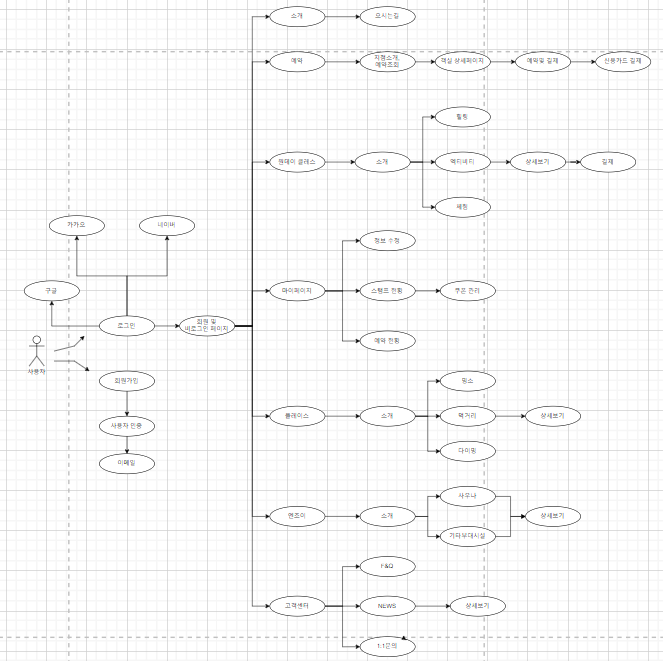 소개
오시는길
예약
지점소개,
예약조회
객실 상세페이지
예약및 결제
신용카드 결제
힐링
원데이 클래스
소개
액티비티
상세보기
결제
체험
카카오
네이버
정보 수정
구글
마이페이지
스탬프 현황
쿠폰 관리
로그인
회원 및
비로그인 페이지
예약 현황
사용자
회원가입
명소
플레이스
소개
먹거리
상세보기
사용자 인증
다이빙
이메일
사우나
엔조이
소개
상세보기
기타부대시설
F&Q
고객센터
NEWS
상세보기
1:1문의